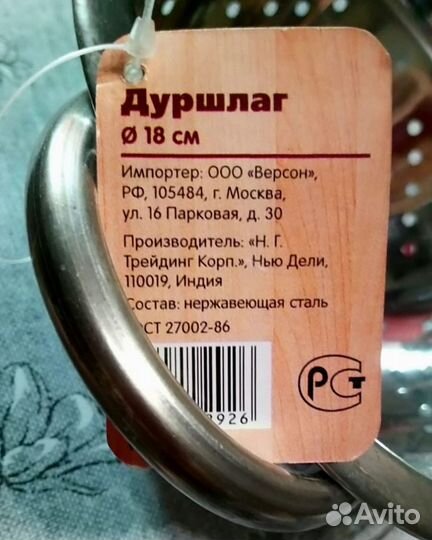 Дуршлаг
Ø 18 см
Импортер: ООО «Версон»,
РФ, 105484, г. Москва,
ул. 16 Парковая, д. 30
Производитель: «Н. Г.
Трейдинг Корп.», Нью Дели,
110019, Индия
Состав: нержавеющая сталь
27002-86
РСТ
8926
Avito